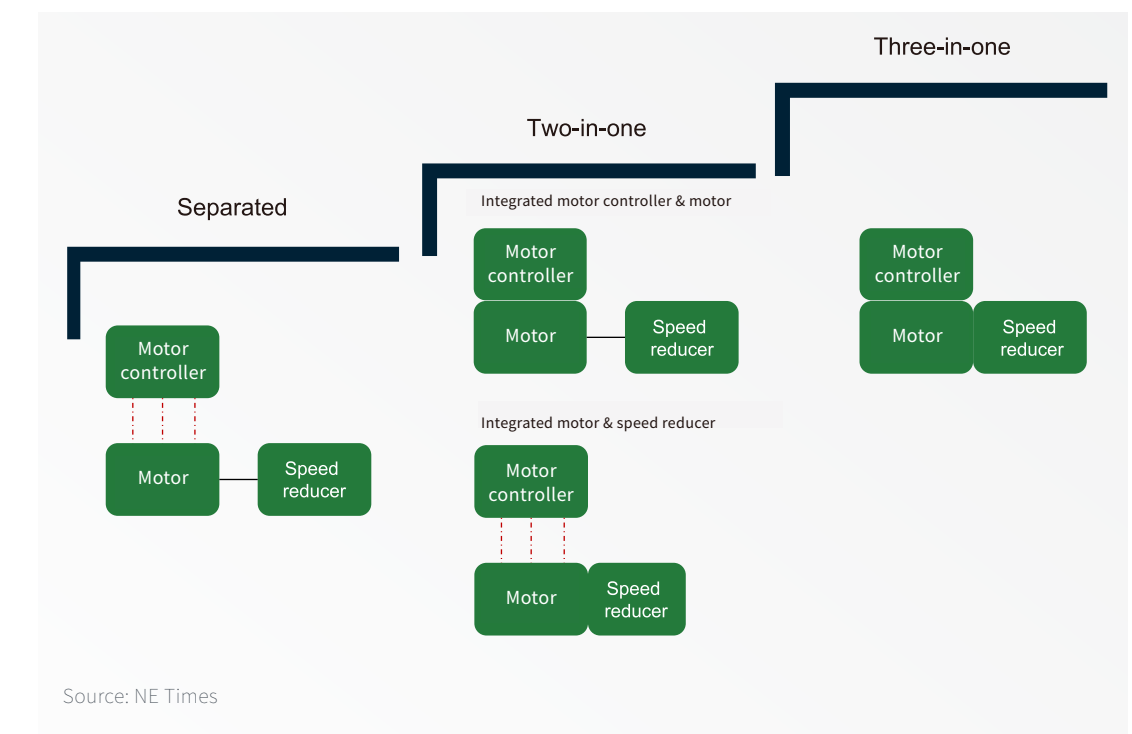 Separated
Motor
controller
Motor
Speed
reducer
Two-in-one
Integrated motor controller & motor
Motor
controller
Motor
Speed
reducer
Integrated motor & speed reducer
Motor
controller
Motor
Speed
reducer
Three-in-one
Motor
controller
Motor
Speed
reducer
Source: NE Times